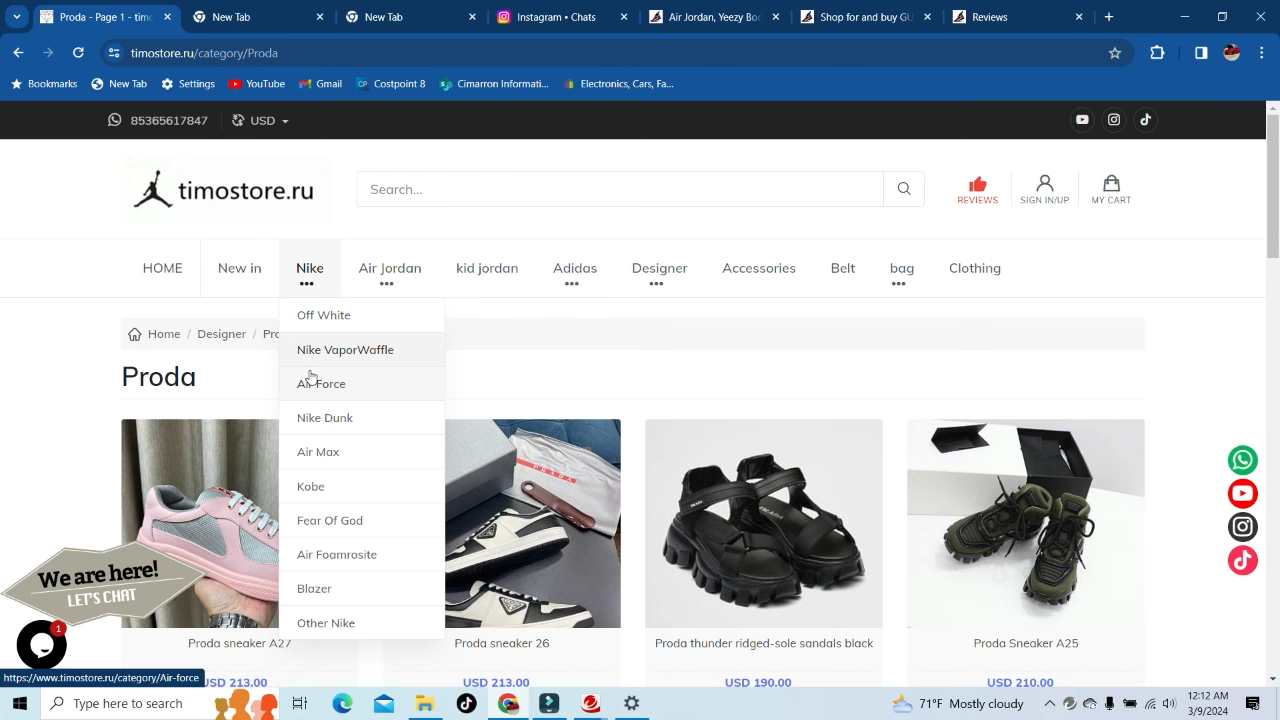 timostore.ru - Page 1 - timosto
New Tab
New Tab
Instagram • Chats
Air Jordan, Yeezy Boo
Shop for and buy GU
Reviews
timostore.ru/category/Proda
Bookmarks
New Tab
Settings
YouTube
Gmail
Costpoint 8
Cimarron Informati...
Electronics, Cars, Fa...
85365617847
USD
timostore.ru
Search...
REVIEWS
SIGN IN/UP
MY CART
HOME
New in
Nike
Air Jordan
kid jordan
Adidas
Designer
Accessories
Belt
bag
Clothing
Off White
Nike VaporWaffle
Air Force
Nike Dunk
Air Max
Kobe
Fear Of God
Air Foamrosite
Blazer
Other Nike
Home / Designer /
Proda
PRADA
We are here!
LET'S CHAT
1
Proda sneaker A27
Proda sneaker 26
Proda thunder ridged-sole sandals black
Proda Sneaker A25
USD 213.00
USD 213.00
USD 190.00
USD 210.00
https://www.timostore.ru/category/Air-force
Type here to search
71°F Mostly cloudy
12:12 AM
3/9/2024